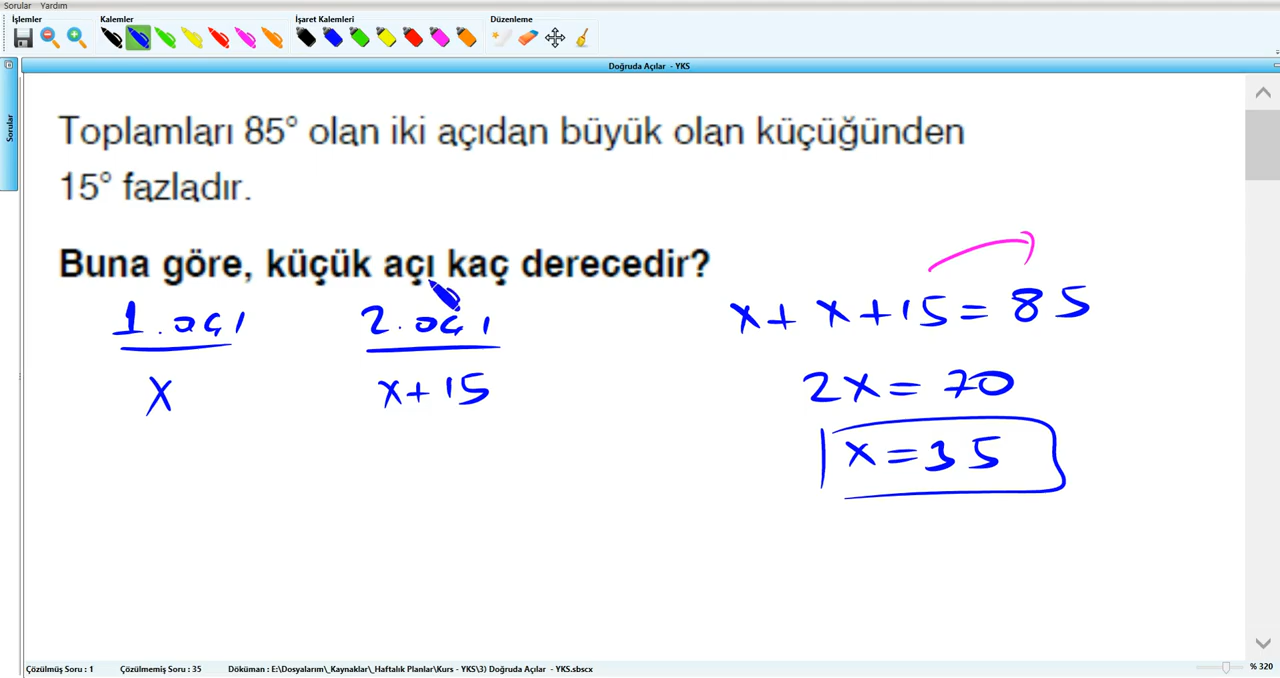 Sorular Yardım
İşlemler Kalemler İşaret Kalemleri Düzenleme
Doğruda Açılar - YKS
Sorular
Toplamları 85° olan iki açıdan büyük olan küçüğünden
15° fazladır.
Buna göre, küçük açı kaç derecedir?
1. açı 2. açı
x x+15
x+ x+15= 85
2x= 70
x=35
Çözülmüş Soru : 1 Çözülmemiş Soru : 35 Döküman : E:\Dosyalarım\_Kaynaklar\_Haftalık Planlar\Kurs - YKS\3) Doğruda Açılar - YKS.sbscx % 320